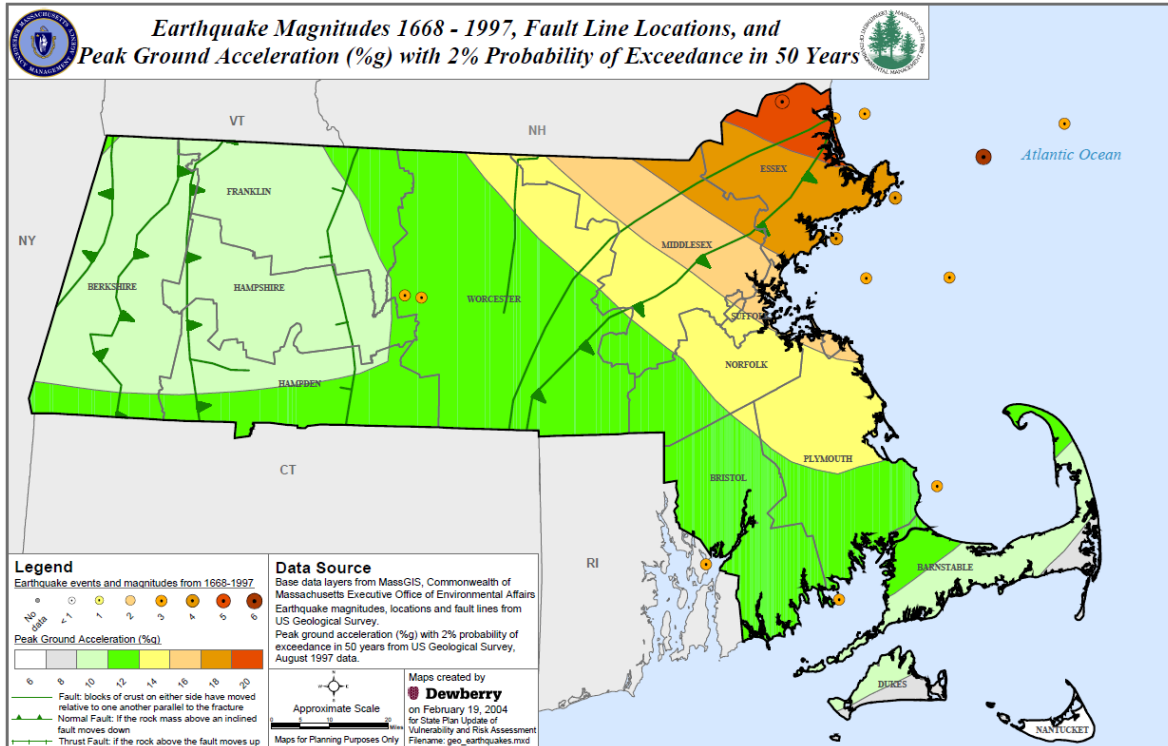 Earthquake Magnitudes 1668 - 1997, Fault Line Locations, and
Peak Ground Acceleration (%g) with 2% Probability of Exceedance in 50 Years
VT
NH
Atlantic Ocean
ESSEX
FRANKLIN
NY
MIDDLESEX
BERKSHIRE
HAMPSHIRE
WORCESTER
SUFFOLK
NORFOLK
HAMPDEN
PLYMOUTH
CT
BRISTOL
RI
BARNSTABLE
DUKES
NANTUCKET
Legend
Earthquake events and magnitudes from 1668-1997
No data
<1
1
2
3
4
5
6
Peak Ground Acceleration (%g)
6
8
10
12
14
16
18
20
Fault: blocks of crust on either side have moved
relative to one another parallel to the fracture
Normal Fault: If the rock mass above an inclined
fault moves down
Thrust Fault: if the rock above the fault moves up
Data Source
Base data layers from MassGIS, Commonwealth of
Massachusetts Executive Office of Environmental Affairs
Earthquake magnitudes, locations and fault lines from
US Geological Survey.
Peak ground acceleration (%g) with 2% probability of
exceedance in 50 years from US Geological Survey,
August 1997 data.
N
Approximate Scale
0
10
20
Miles
Maps for Planning Purposes Only
Maps created by
Dewberry
on February 19, 2004
for State Plan Update of
Vulnerability and Risk Assessment
Filename: geo_earthquakes.mxd